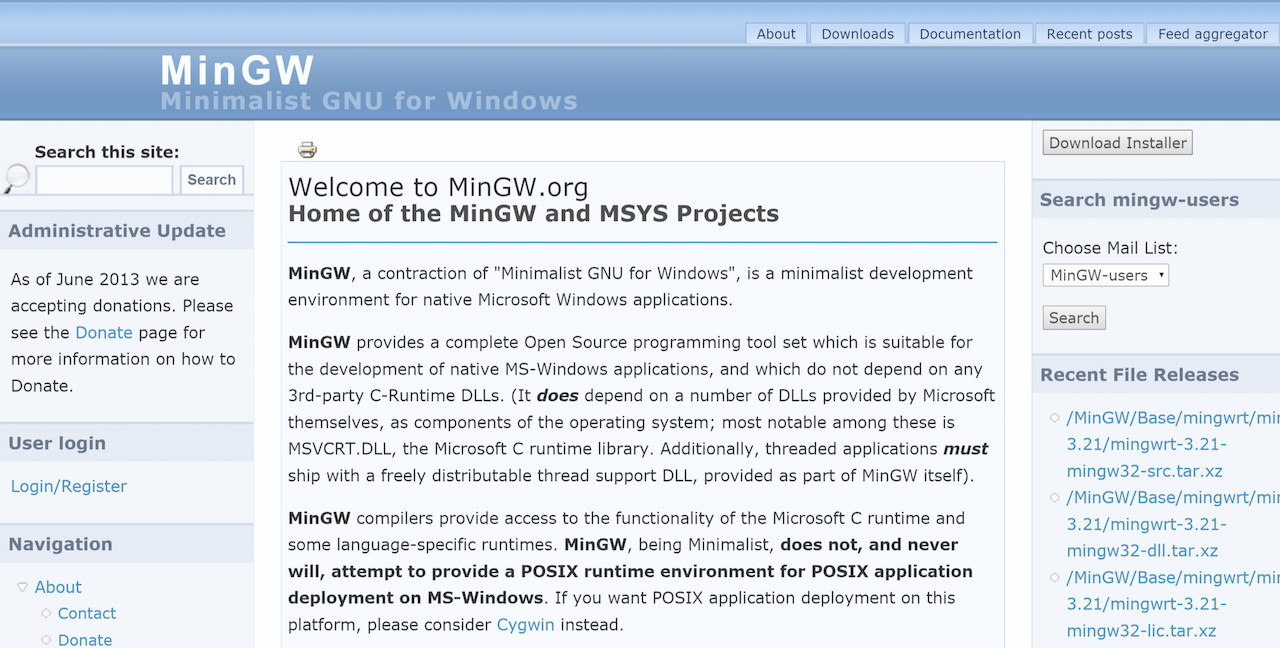 About
Downloads
Documentation
Recent posts
Feed aggregator
MinGW
Minimalist GNU for Windows
Search this site:
Search
Administrative Update
As of June 2013 we are
accepting donations. Please
see the Donate page for
more information on how to
Donate.
User login
Login/Register
Navigation
About
Contact
Donate
Welcome to MinGW.org
Home of the MinGW and MSYS Projects
MinGW, a contraction of "Minimalist GNU for Windows", is a minimalist development
environment for native Microsoft Windows applications.
MinGW provides a complete Open Source programming tool set which is suitable for
the development of native MS-Windows applications, and which do not depend on any
3rd-party C-Runtime DLLs. (It does depend on a number of DLLs provided by Microsoft
themselves, as components of the operating system; most notable among these is
MSVCRT.DLL, the Microsoft C runtime library. Additionally, threaded applications must
ship with a freely distributable thread support DLL, provided as part of MinGW itself).
MinGW compilers provide access to the functionality of the Microsoft C runtime and
some language-specific runtimes. MinGW, being Minimalist, does not, and never
will, attempt to provide a POSIX runtime environment for POSIX application
deployment on MS-Windows. If you want POSIX application deployment on this
platform, please consider Cygwin instead.
Download Installer
Search mingw-users
Choose Mail List:
MinGW-users
Search
Recent File Releases
/MinGW/Base/mingwrt/min
3.21/mingwrt-3.21-
mingw32-src.tar.xz
/MinGW/Base/mingwrt/min
3.21/mingwrt-3.21-
mingw32-dll.tar.xz
/MinGW/Base/mingwrt/min
3.21/mingwrt-3.21-
mingw32-lic.tar.xz